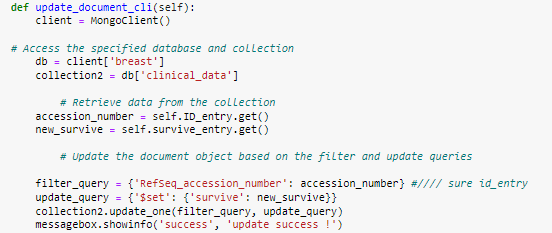 def update_document_cli(self):
    client = MongoClient()
# Access the specified database and collection
    db = client['breast']
    collection2 = db['clinical_data']
        # Retrieve data from the collection
    accession_number = self.ID_entry.get()
    new_survive = self.survive_entry.get()
        # Update the document object based on the filter and update queries
    filter_query = {'RefSeq_accession_number': accession_number} #//// sure id_entry
    update_query = {'$set': {'survive': new_survive}}
    collection2.update_one(filter_query, update_query)
    messagebox.showinfo('success', 'update success !')